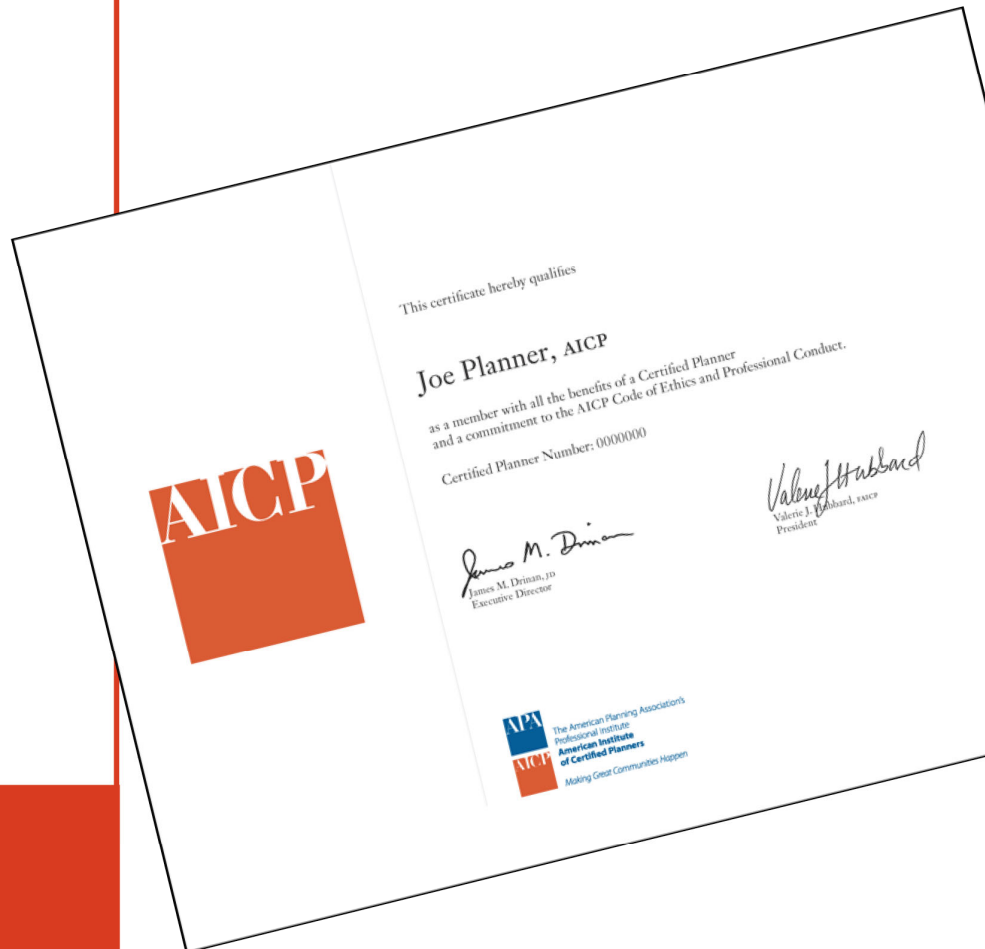 This certificate hereby qualifies
Joe Planner, AICP
as a member with all the benefits of a Certified Planner
and a commitment to the AICP Code of Ethics and Professional Conduct.
Certified Planner Number: 0000000
AICP
James M. Drinan
James M. Drinan, JD
Executive Director
Valerie J Hubbard
Valerie J. Hubbard, FAICP
President
APA
AICP
The American Planning Association's
Professional Institute
American Institute
of Certified Planners
Making Great Communities Happen